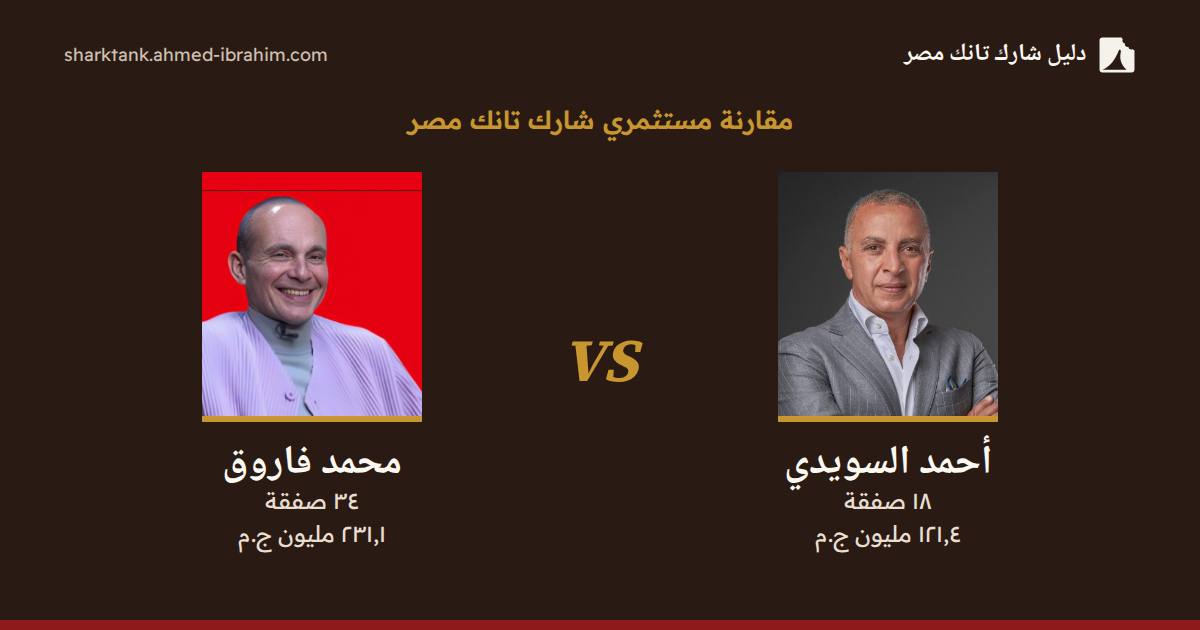 دليل شارك تانك مصر
sharktank.ahmed-ibrahim.com
مقارنة مستثمري شارك تانك مصر
أحمد السويدي
١٨ صفقة
١٢١,٤ مليون ج.م
VS
محمد فاروق
٣٤ صفقة
٢٣١,١ مليون ج.م